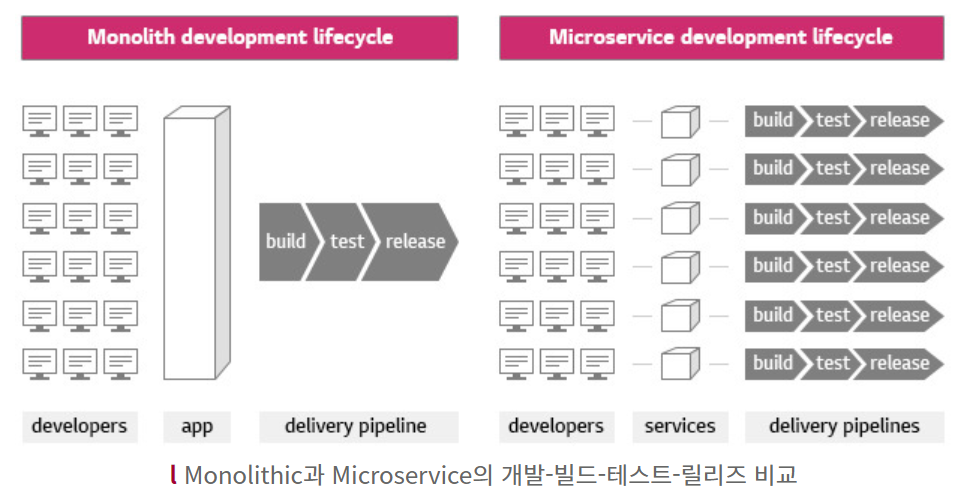 Monolith development lifecycle
build
test
release
developers
app
delivery pipeline
Microservice development lifecycle
build test release
build test release
build test release
build test release
build test release
build test release
developers
services
delivery pipelines
l Monolithic과 Microservice의 개발-빌드-테스트-릴리즈 비교